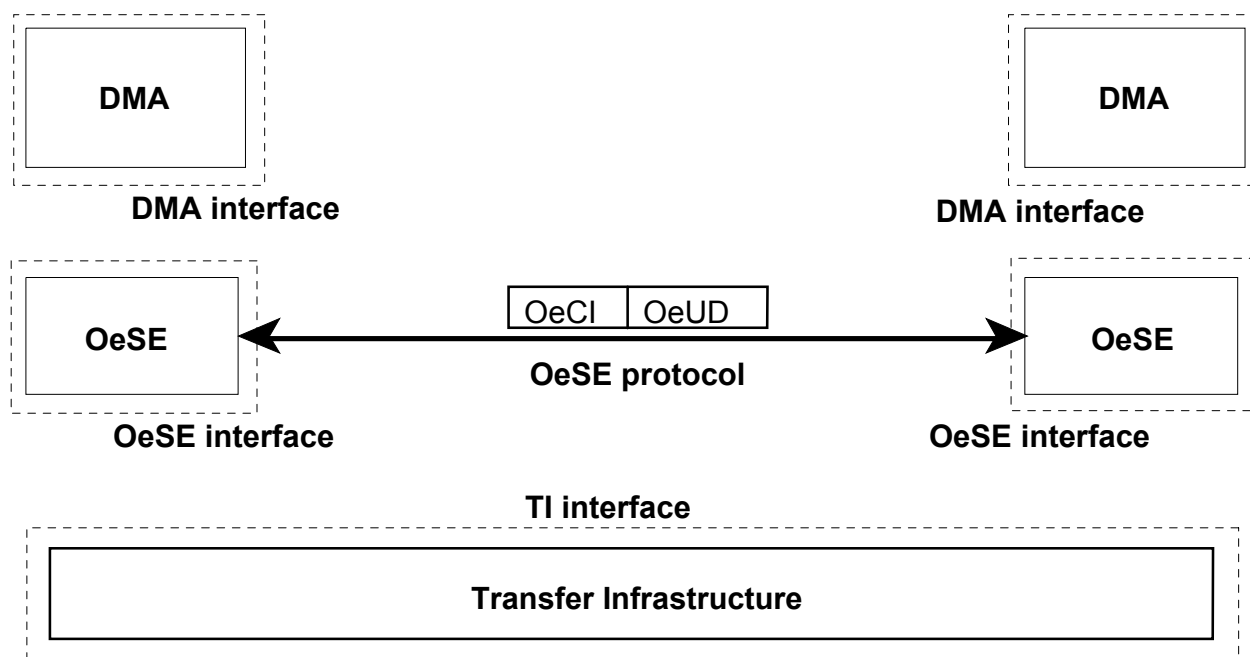 DMA
DMA
DMA interface
DMA interface
OeCI OeUD
OeSE
OeSE
OeSE protocol
OeSE interface
OeSE interface
TI interface
Transfer Infrastructure